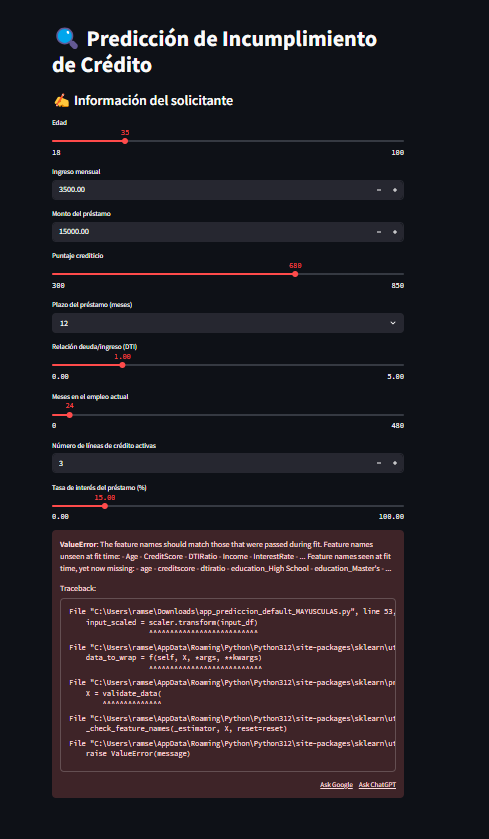 🔍 Predicción de Incumplimiento
de Crédito
✍ Información del solicitante
Edad
35
18 100
Ingreso mensual
3500.00 − +
Monto del préstamo
15000.00 − +
Puntaje crediticio
680
300 850
Plazo del préstamo (meses)
12
Relación deuda/ingreso (DTI)
1.00
0.00 5.00
Meses en el empleo actual
24
0 480
Número de líneas de crédito activas
3 − +
Tasa de interés del préstamo (%)
15.00
0.00 100.00
ValueError: The feature names should match those that were passed during fit. Feature names
unseen at fit time: - Age - CreditScore - DTIRatio - Income - InterestRate - ... Feature names seen at fit
time, yet now missing: - age - creditscore - dtiratio - education_High School - education_Master's - ...
Traceback:
File "C:\Users\ramse\Downloads\app_prediccion_default_MAYUSCULAS.py", line 53,
input_scaled = scaler.transform(input_df)
^^^^^^^^^^^^^^^^^^^^^^^^^^
File "C:\Users\ramse\AppData\Roaming\Python\Python312\site-packages\sklearn\ut
data_to_wrap = f(self, X, *args, **kwargs)
^^^^^^^^^^^^^^^^^^^^^^^^^^^
File "C:\Users\ramse\AppData\Roaming\Python\Python312\site-packages\sklearn\pr
X = validate_data(
^^^^^^^^^^^^^^
File "C:\Users\ramse\AppData\Roaming\Python\Python312\site-packages\sklearn\ut
_check_feature_names(_estimator, X, reset=reset)
File "C:\Users\ramse\AppData\Roaming\Python\Python312\site-packages\sklearn\ut
raise ValueError(message)
Ask Google Ask ChatGPT